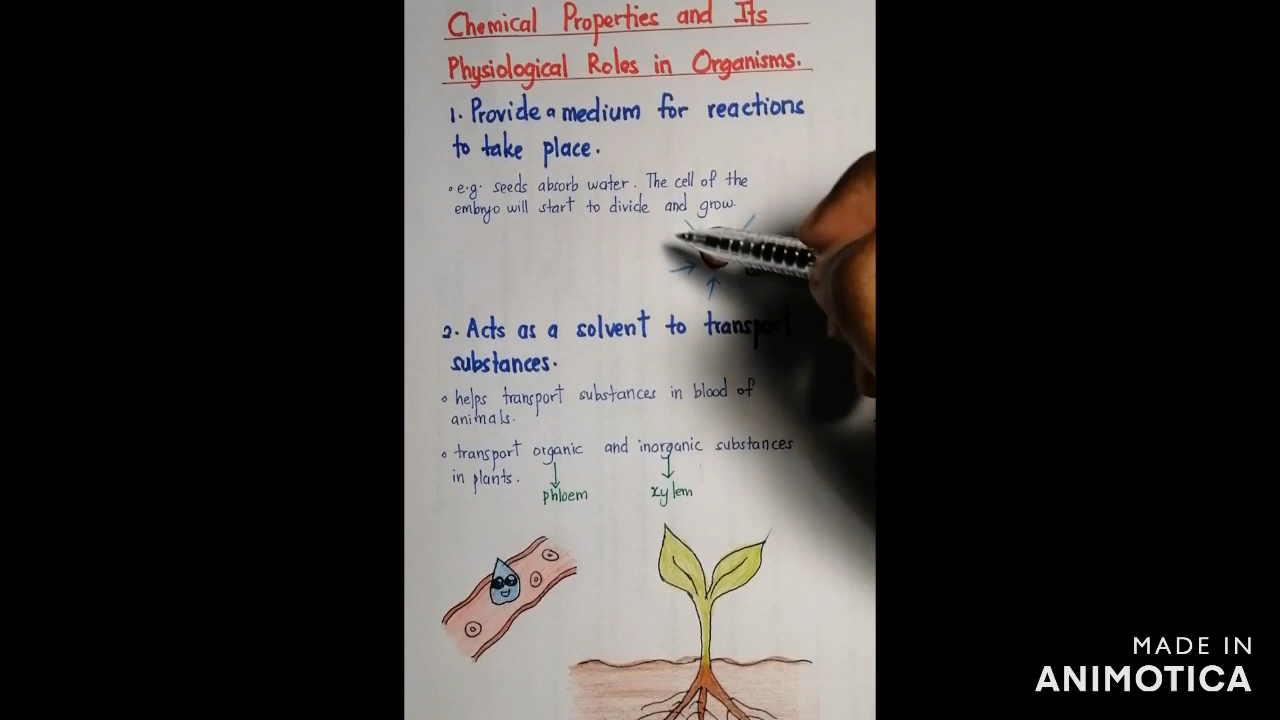 Chemical Properties and Its
Physiological Roles in Organisms.
1. Provide a medium for reactions
to take place.
• e.g. seeds absorb water. The cell of the
embryo will start to divide and grow.
2. Acts as a solvent to transport
substances.
• helps transport substances in blood of
animals.
• transport organic and inorganic substances
in plants.
phloem xylem
MADE IN
ANIMOTICA